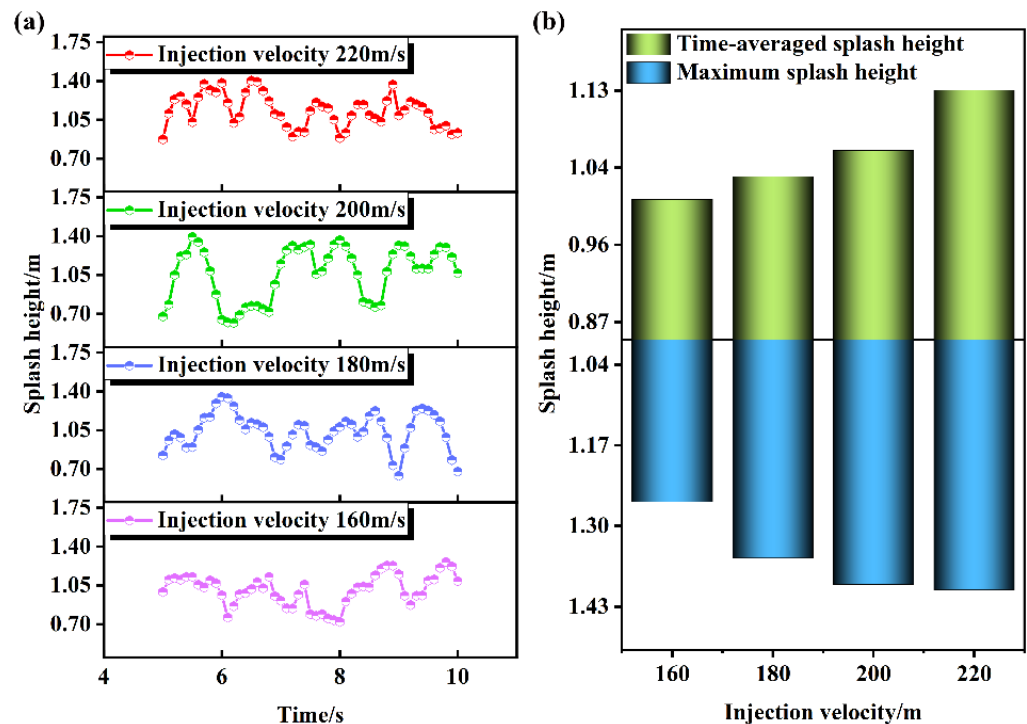 (a)
Splash height/m
1.75
Injection velocity 220m/s
1.40
1.05
0.70
1.75
Injection velocity 200m/s
1.40
1.05
0.70
1.75
Injection velocity 180m/s
1.40
1.05
0.70
1.75
Injection velocity 160m/s
1.40
1.05
0.70
4 6 8 10
Time/s
(b)
Splash height/m
Time-averaged splash height
Maximum splash height
1.13
1.04
0.96
0.87
1.04
1.17
1.30
1.43
160 180 200 220
Injection velocity/m